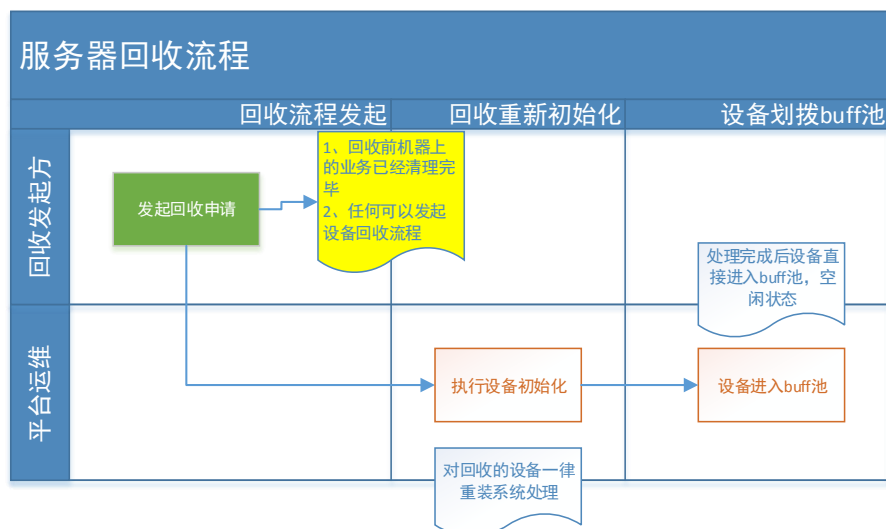 服务器回收流程
回收流程发起
回收重新初始化
设备划拨buff池
回收发起方
发起回收申请
1、回收前机器上
的业务已经清理完
毕
2、任何可以发起
设备回收流程
处理完成后设备直
接进入buff池，空
闲状态
平台运维
执行设备初始化
设备进入buff池
对回收的设备一律
重装系统处理